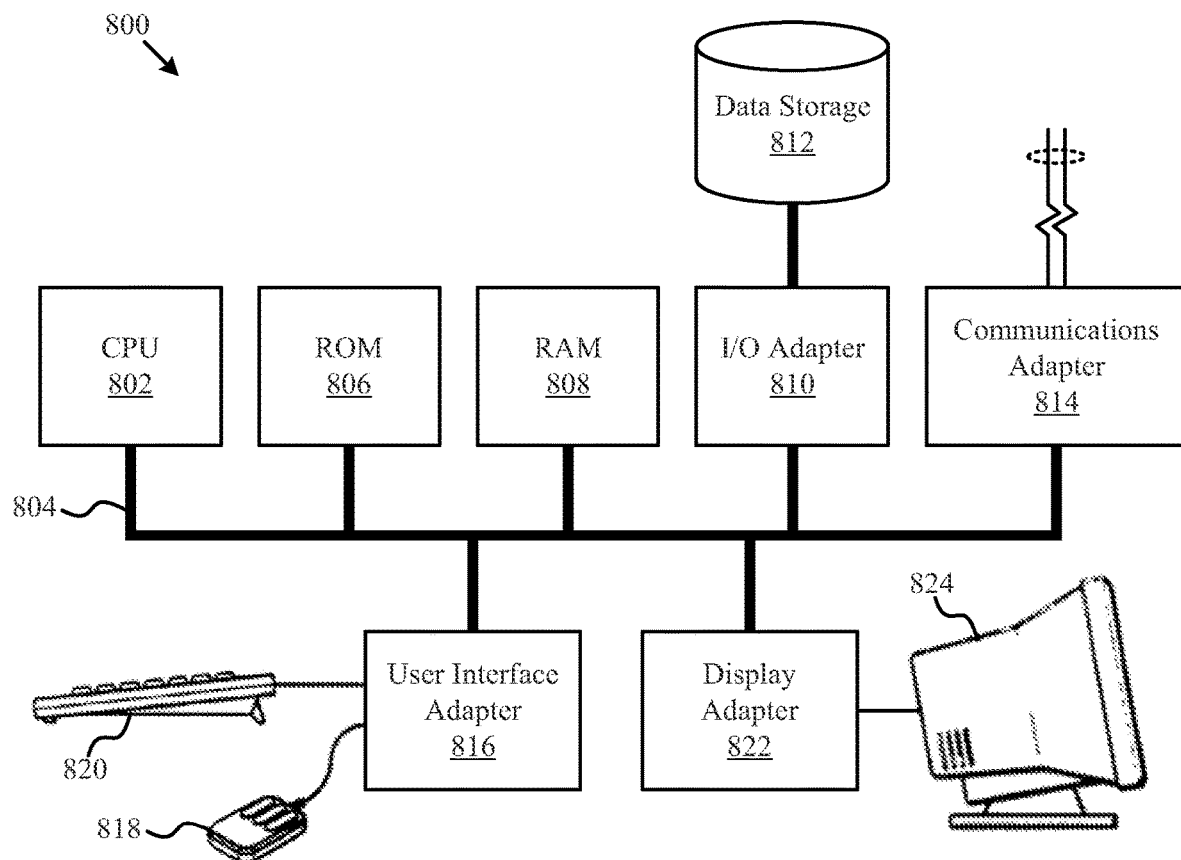 800
Data Storage
812
CPU
802
ROM
806
RAM
808
I/O Adapter
810
Communications
Adapter
814
804
824
User Interface
Adapter
816
Display
Adapter
822
820
818